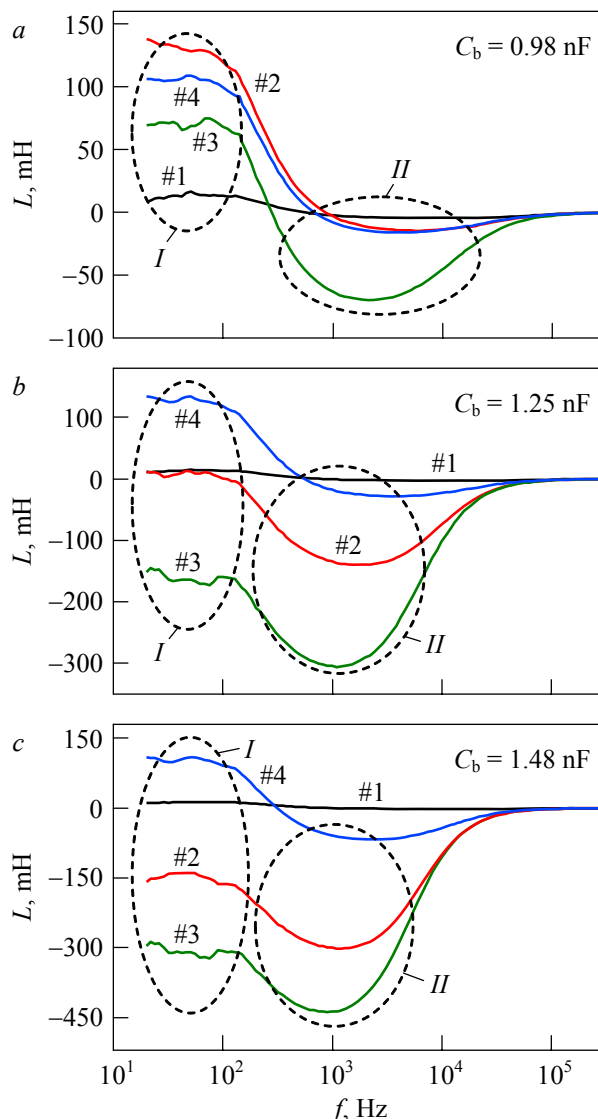 a
C_b = 0.98 nF
L, mH
150
100
50
0
–50
–100
#2
#4
#3
#1
I
II
b
C_b = 1.25 nF
L, mH
100
0
–100
–200
–300
#4
#1
#2
#3
I
II
c
C_b = 1.48 nF
L, mH
150
0
–150
–300
–450
I
#4
#1
#2
#3
II
10^1
10^2
10^3
10^4
10^5
f, Hz